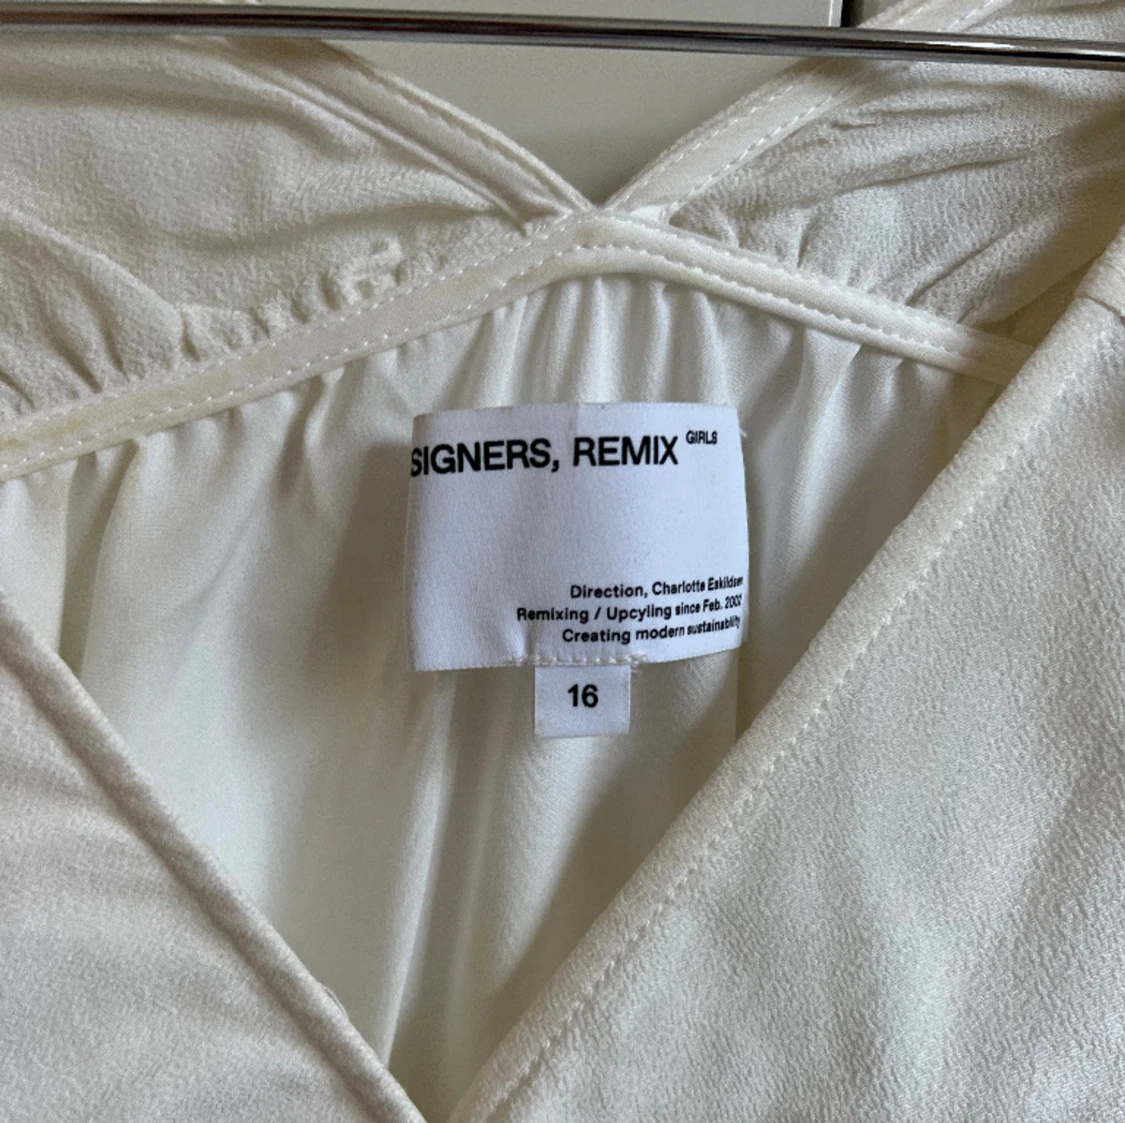 SIGNERS, REMIX GIRLS
Direction, Charlotte Eskildsen
Remixing / Upcyling since Feb. 2002
Creating modern sustainability
16